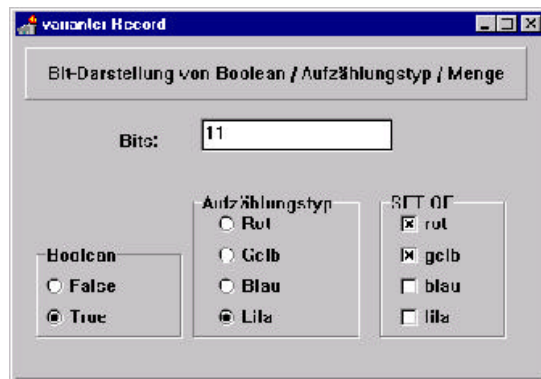 varianter Record
Bit-Darstellung von Boolean / Aufzählungstyp / Menge
Bits:
11
Aufzählungstyp
Rot
Gelb
Blau
Lila
SET OF
rot
gelb
blau
lila
Boolean
False
True